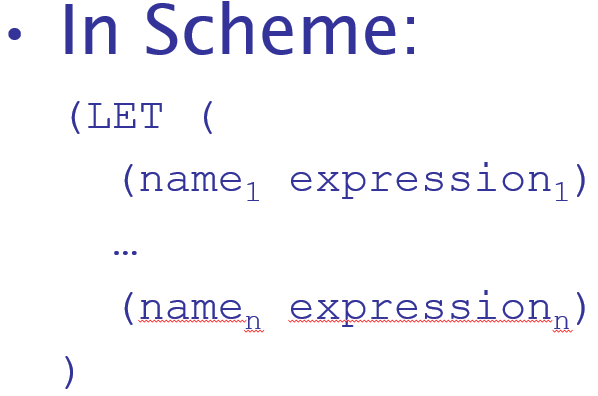 • In Scheme:
(LET (
(name₁ expression₁)
…
(nameₙ expressionₙ)
)